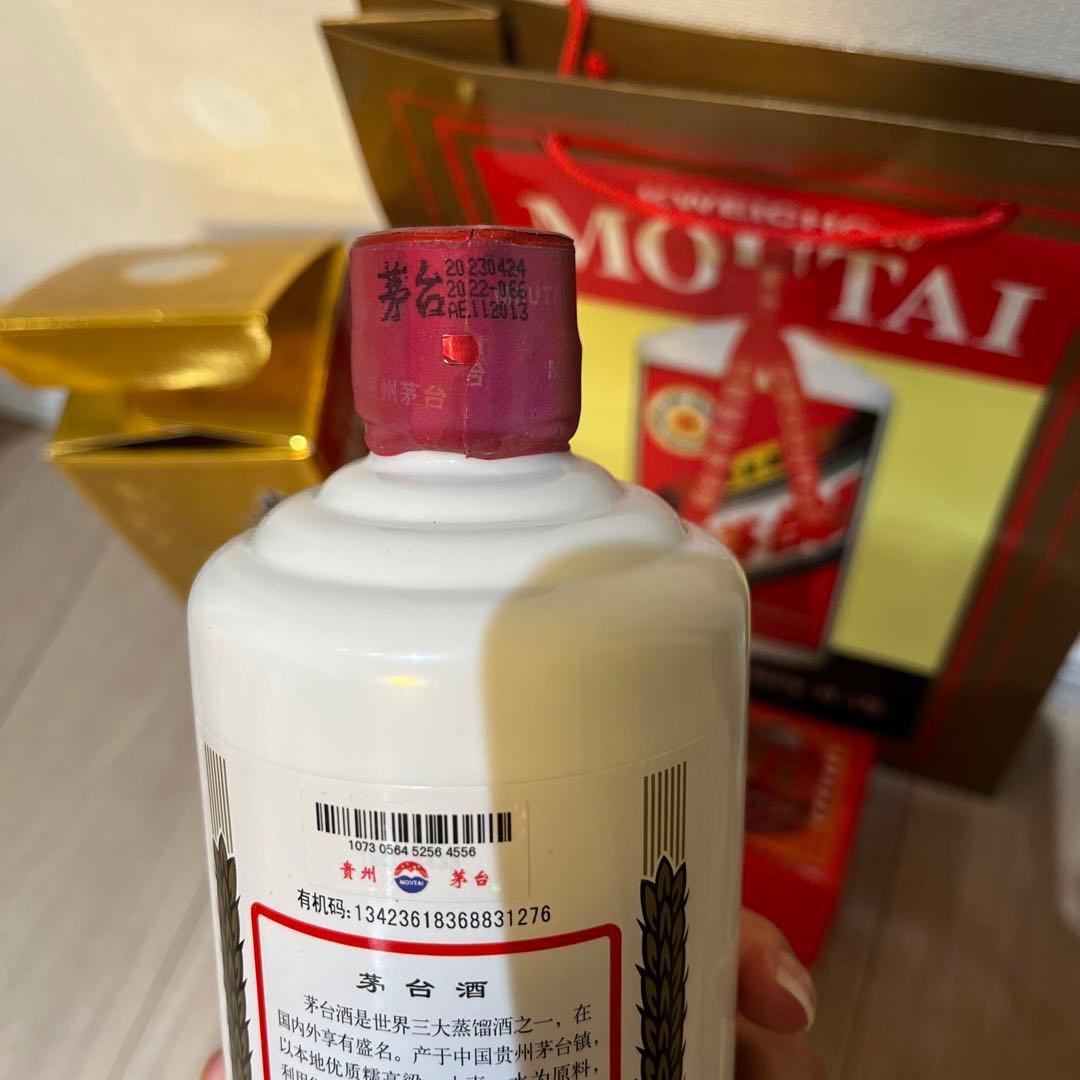 KWEICHOW
MOUTAI
茅台
20230424
2022-066
AE112013
州茅台
台
1073 0564 5256 4556
贵州 MOUTAI 茅台
有机码:13423618368831276
茅台酒
茅台酒是世界三大蒸馏酒之一,在
国内外享有盛名。产于中国贵州茅台镇,
以本地优质糯高粱、小麦、水为原料,